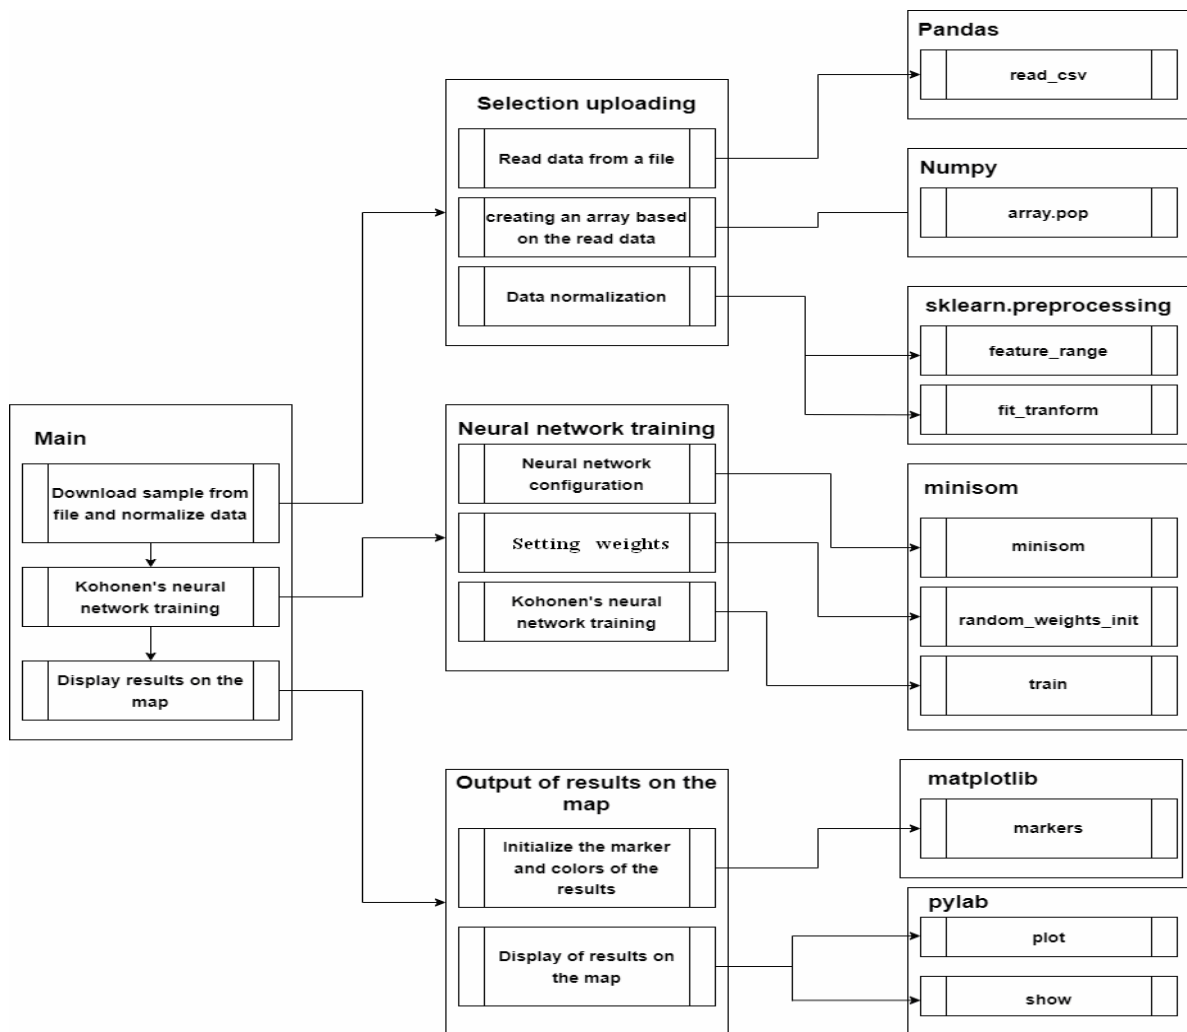 Main
Download sample from
file and normalize data
Kohonen's neural
network training
Display results on the
map
Selection uploading
Read data from a file
creating an array based
on the read data
Data normalization
Neural network training
Neural network
configuration
Setting weights
Kohonen's neural
network training
Output of results on the
map
Initialize the marker
and colors of the
results
Display of results on
the map
Pandas
read_csv
Numpy
array.pop
sklearn.preprocessing
feature_range
fit_tranform
minisom
minisom
random_weights_init
train
matplotlib
markers
pylab
plot
show